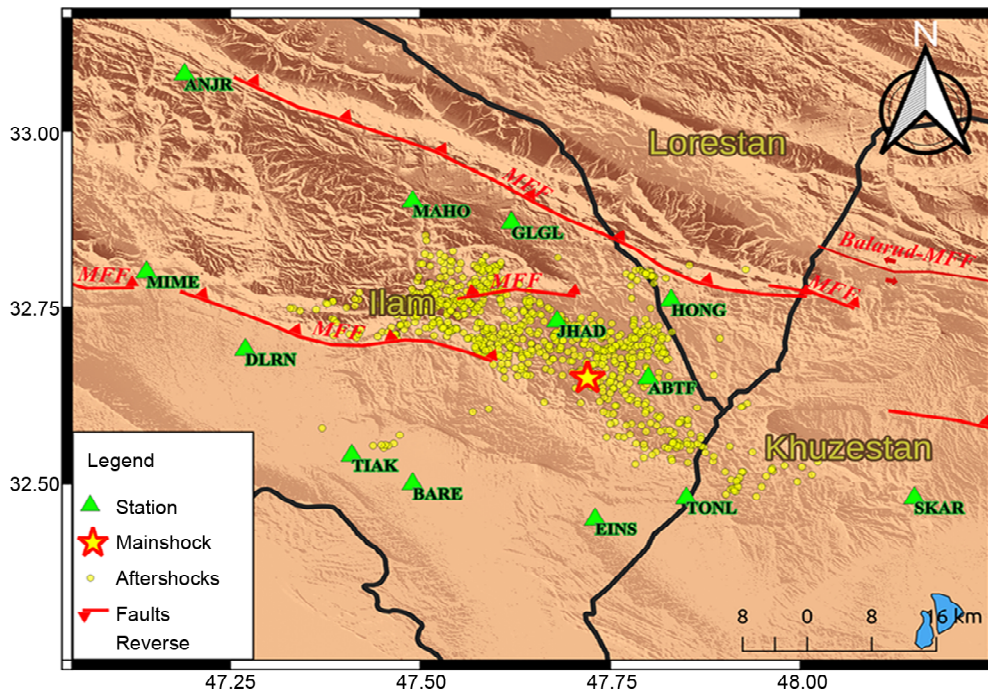 N
ANJR
33.00
Lorestan
MFF
MAHO
GLGL
Balarud-MFF
MFF
MIME
MFF
MFF
32.75
Ilam
HONG
JHAD
MFF
DLRN
ABTF
Khuzestan
TIAK
32.50
BARE
TONL
SKAR
EINS
Legend
Station
Mainshock
Aftershocks
Faults
Reverse
8 0 8 16 km
47.25 47.50 47.75 48.00